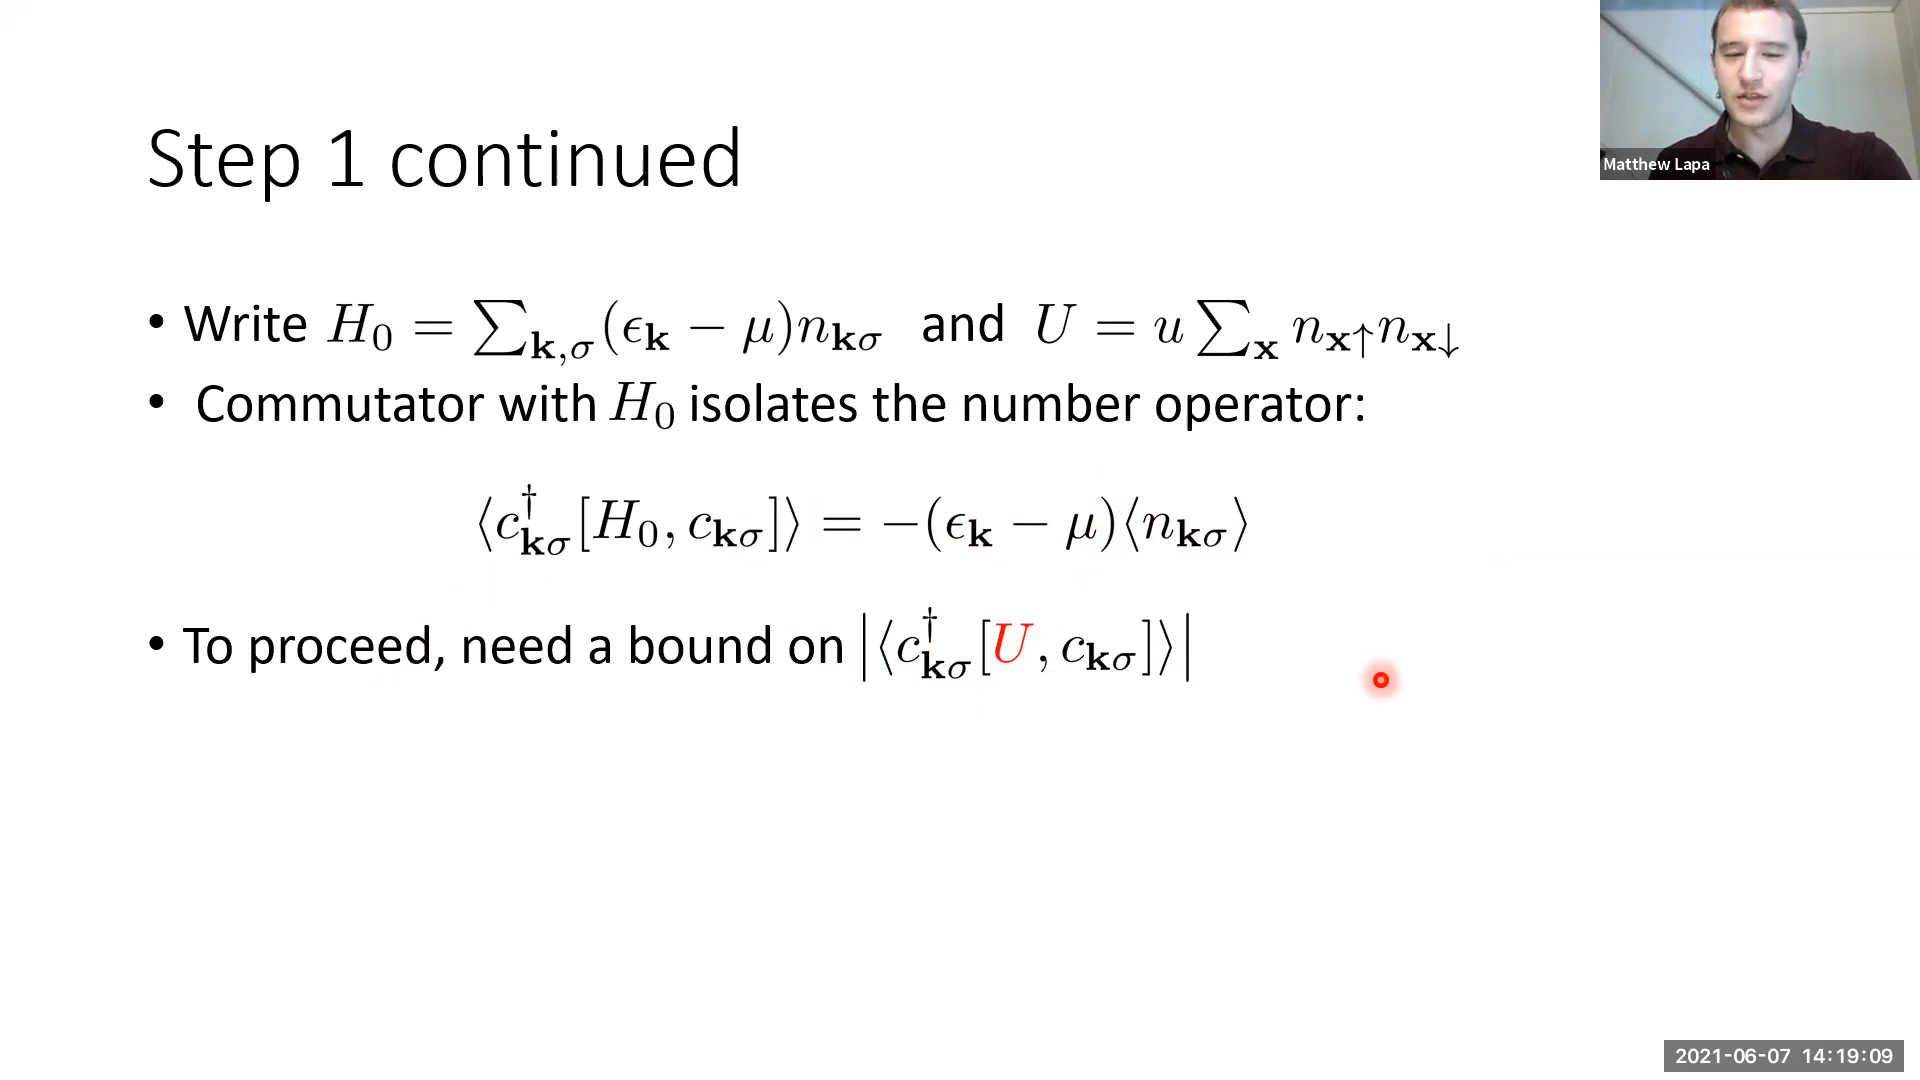 Matthew Lapa
Step 1 continued
• Write $H_0 = \sum_{\mathbf{k},\sigma} (\epsilon_{\mathbf{k}} - \mu) n_{\mathbf{k}\sigma}$ and $U = u \sum_{\mathbf{x}} n_{\mathbf{x}\uparrow} n_{\mathbf{x}\downarrow}$
• Commutator with $H_0$ isolates the number operator:
$\langle c^\dagger_{\mathbf{k}\sigma} [H_0, c_{\mathbf{k}\sigma}] \rangle = -(\epsilon_{\mathbf{k}} - \mu) \langle n_{\mathbf{k}\sigma} \rangle$
• To proceed, need a bound on $|\langle c^\dagger_{\mathbf{k}\sigma} [U, c_{\mathbf{k}\sigma}] \rangle|$
2021-06-07 14:19:09